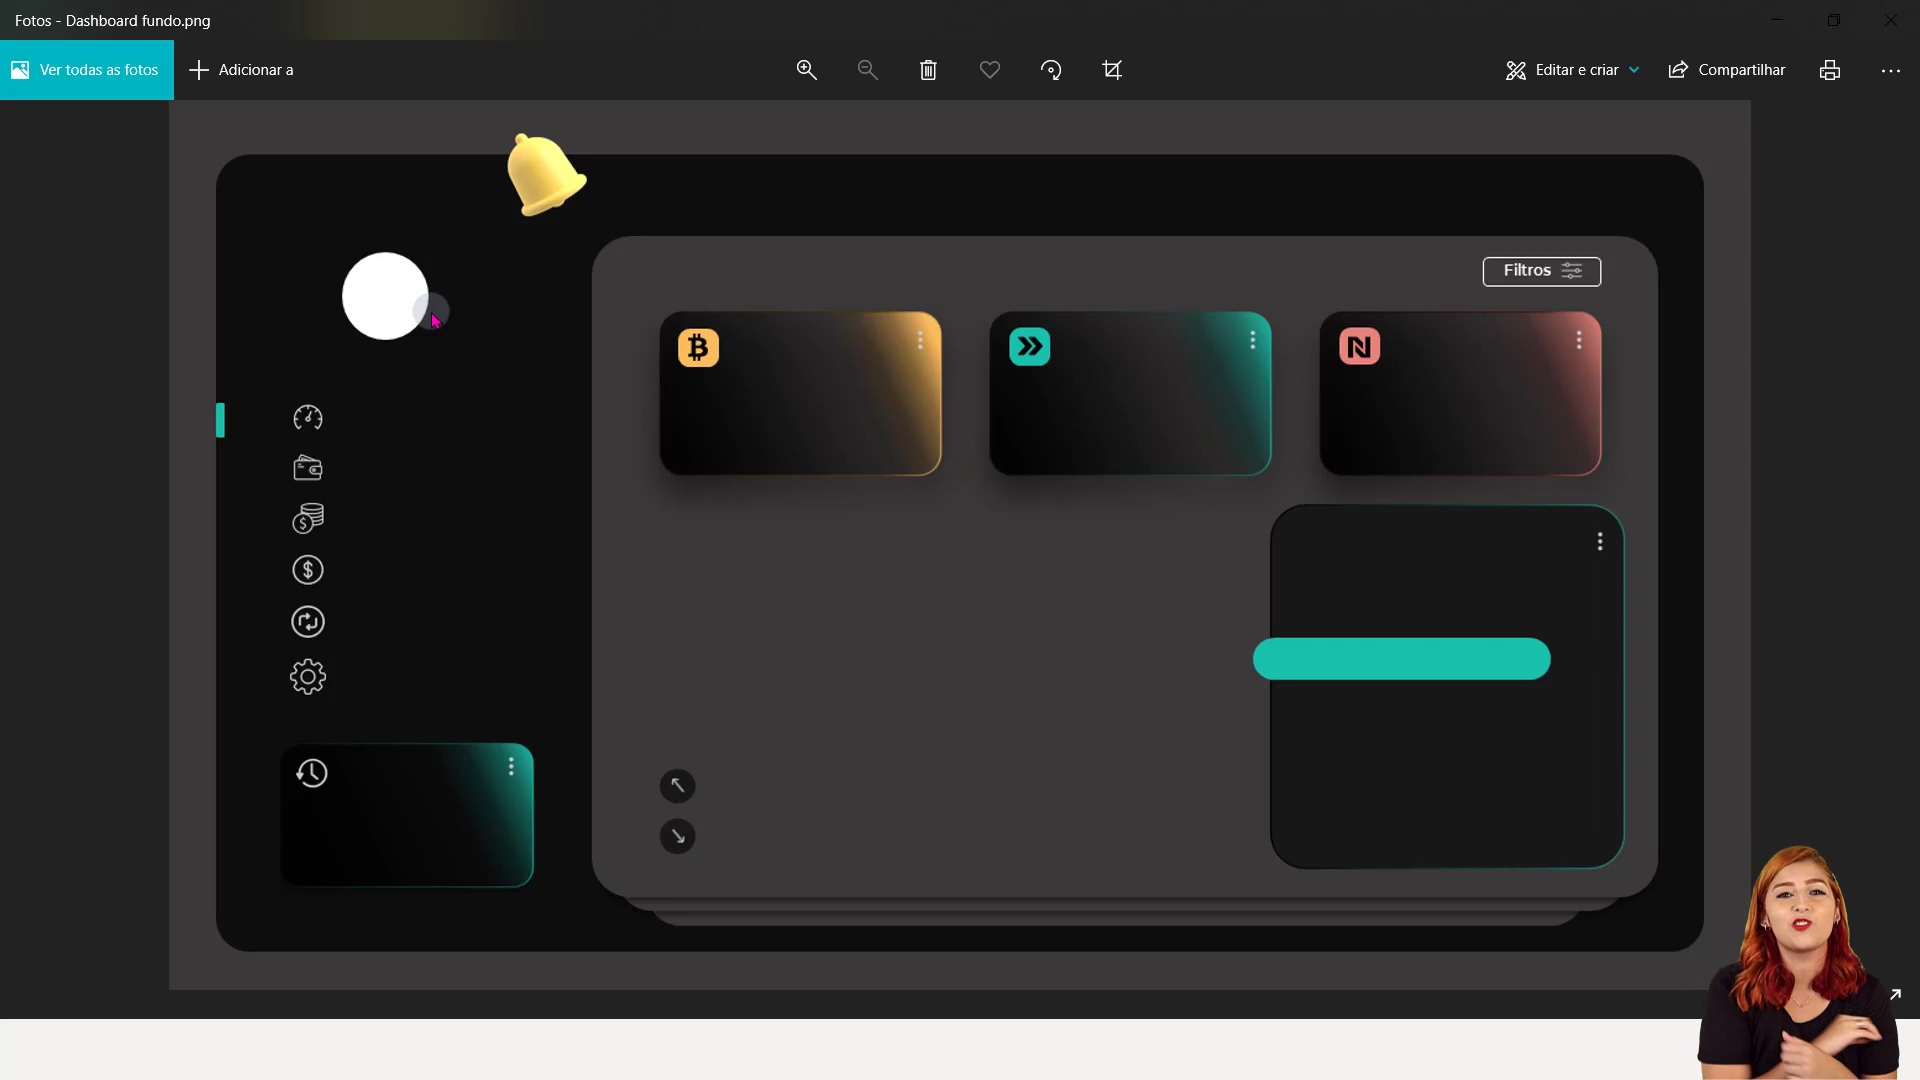 Fotos - Dashboard fundo.png
Ver todas as fotos
Adicionar a
Editar e criar
Compartilhar
Filtros